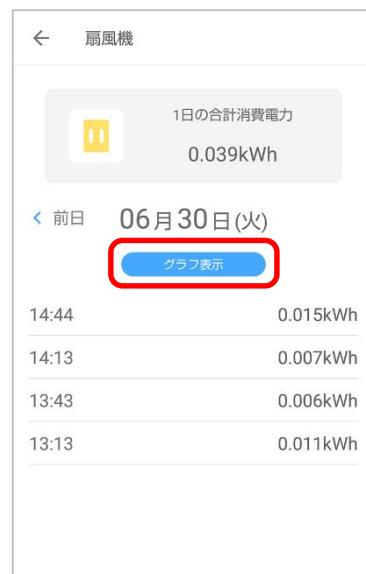 ← 扇風機
1日の合計消費電力
0.039kWh
< 前日 06月30日(火)
グラフ表示
14:44 0.015kWh
14:13 0.007kWh
13:43 0.006kWh
13:13 0.011kWh